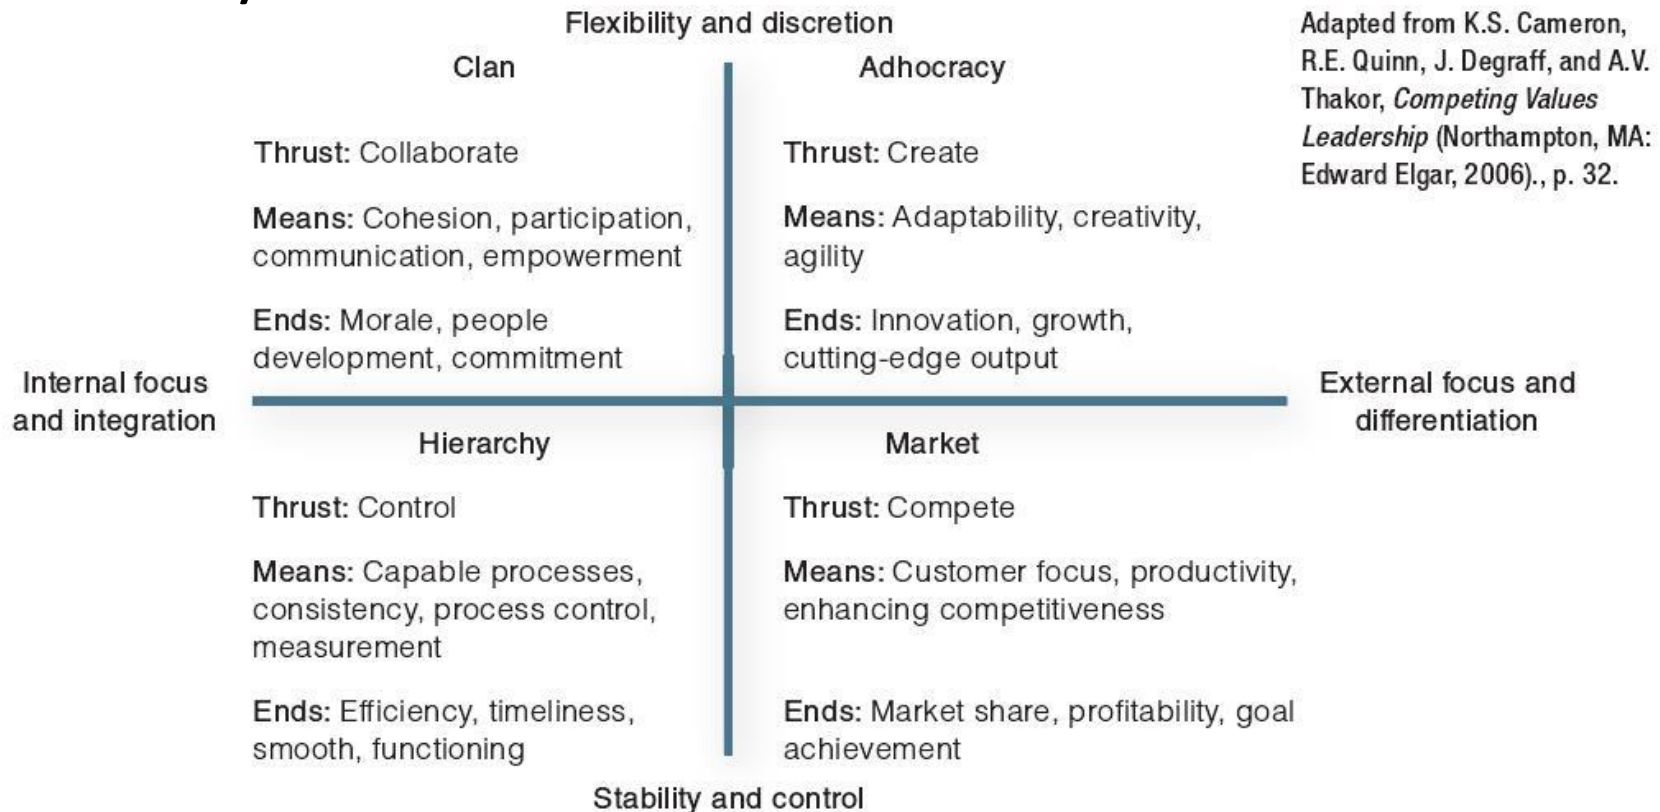 Flexibility and discretion
Clan
Adhocracy
Thrust: Collaborate
Means: Cohesion, participation,
communication, empowerment
Ends: Morale, people
development, commitment
Thrust: Create
Means: Adaptability, creativity,
agility
Ends: Innovation, growth,
cutting-edge output
Internal focus
and integration
External focus and
differentiation
Hierarchy
Market
Thrust: Control
Means: Capable processes,
consistency, process control,
measurement
Ends: Efficiency, timeliness,
smooth, functioning
Thrust: Compete
Means: Customer focus, productivity,
enhancing competitiveness
Ends: Market share, profitability, goal
achievement
Stability and control
Adapted from K.S. Cameron,
R.E. Quinn, J. Degraff, and A.V.
Thakor, Competing Values
Leadership (Northampton, MA:
Edward Elgar, 2006)., p. 32.